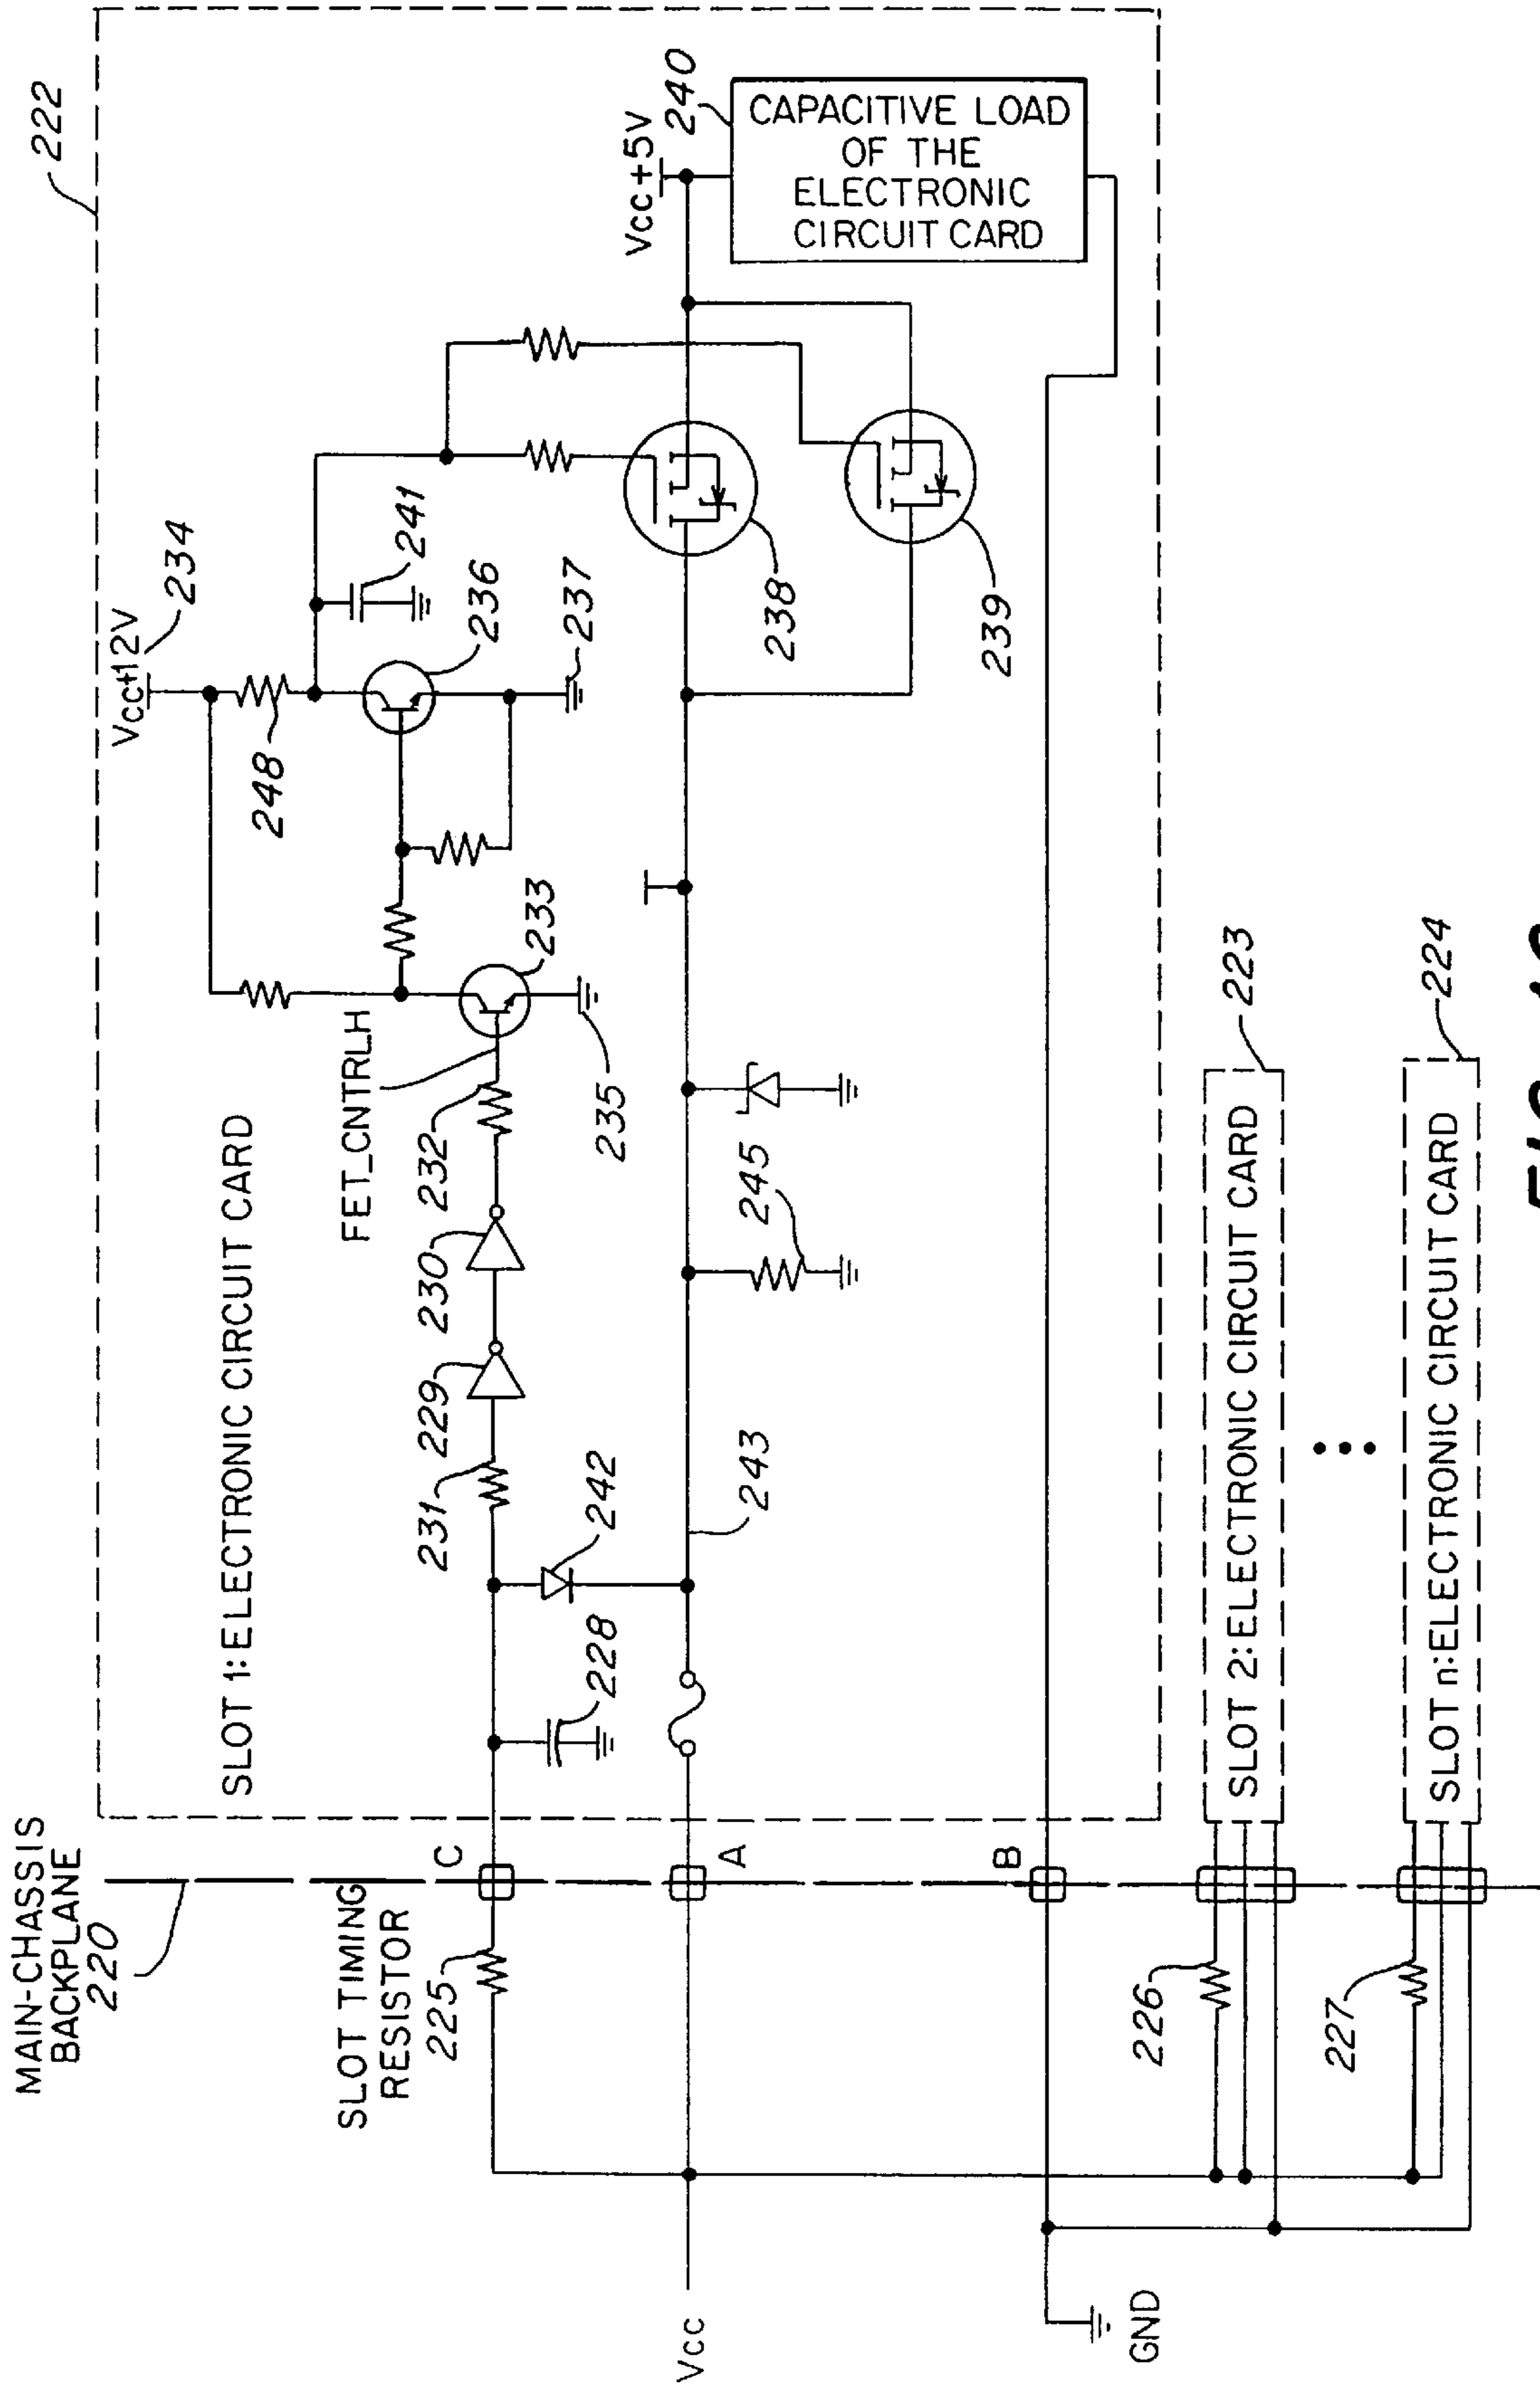 MAIN-CHASSIS
BACKPLANE
220
222
SLOT 1:ELECTRONIC CIRCUIT CARD
Vcc+12V
234
248
241
236
237
FET_CNTRLH
233
235
232
230
229
231
242
228
C
SLOT TIMING
RESISTOR
225
Vcc+5V
240
CAPACITIVE LOAD
OF THE
ELECTRONIC
CIRCUIT CARD
238
239
245
243
A
Vcc
B
GND
226
SLOT 2:ELECTRONIC CIRCUIT CARD
223
227
SLOT n:ELECTRONIC CIRCUIT CARD
224